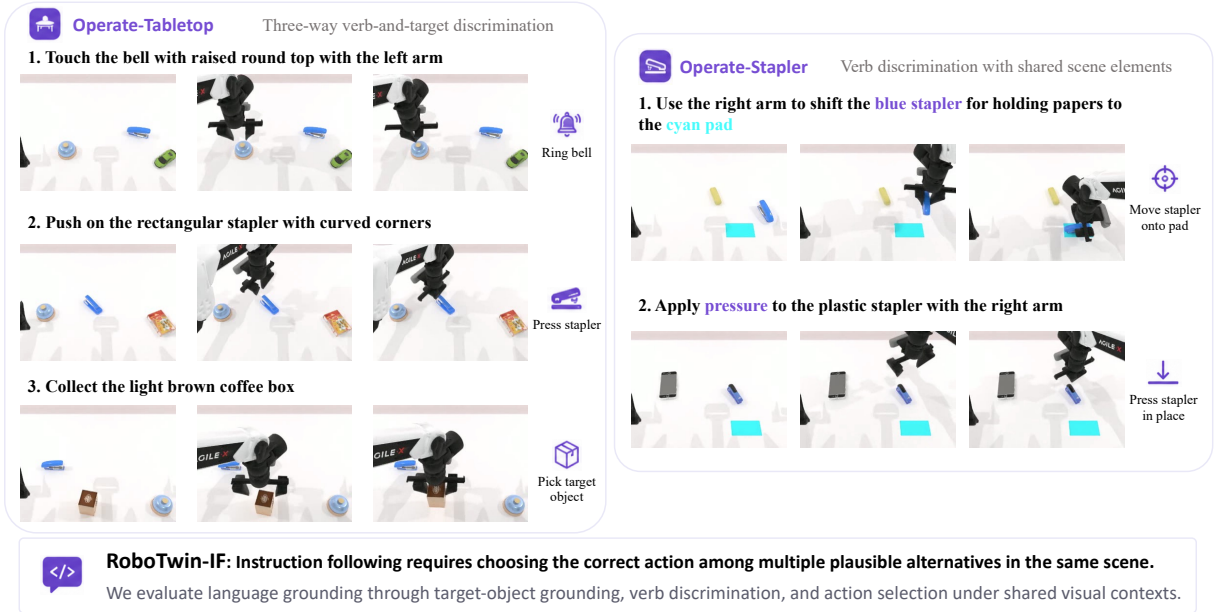 Operate-Tabletop Three-way verb-and-target discrimination
1. Touch the bell with raised round top with the left arm
Ring bell
2. Push on the rectangular stapler with curved corners
AGILE
AGILE·X
Press stapler
3. Collect the light brown coffee box
AGILE·X
AGILE·X
Pick target
object
Operate-Stapler Verb discrimination with shared scene elements
1. Use the right arm to shift the blue stapler for holding papers to
the cyan pad
AGILE
Move stapler
onto pad
2. Apply pressure to the plastic stapler with the right arm
AGILE·X
AGILE·X
Press stapler
in place
</>
RoboTwin-IF: Instruction following requires choosing the correct action among multiple plausible alternatives in the same scene.
We evaluate language grounding through target-object grounding, verb discrimination, and action selection under shared visual contexts.